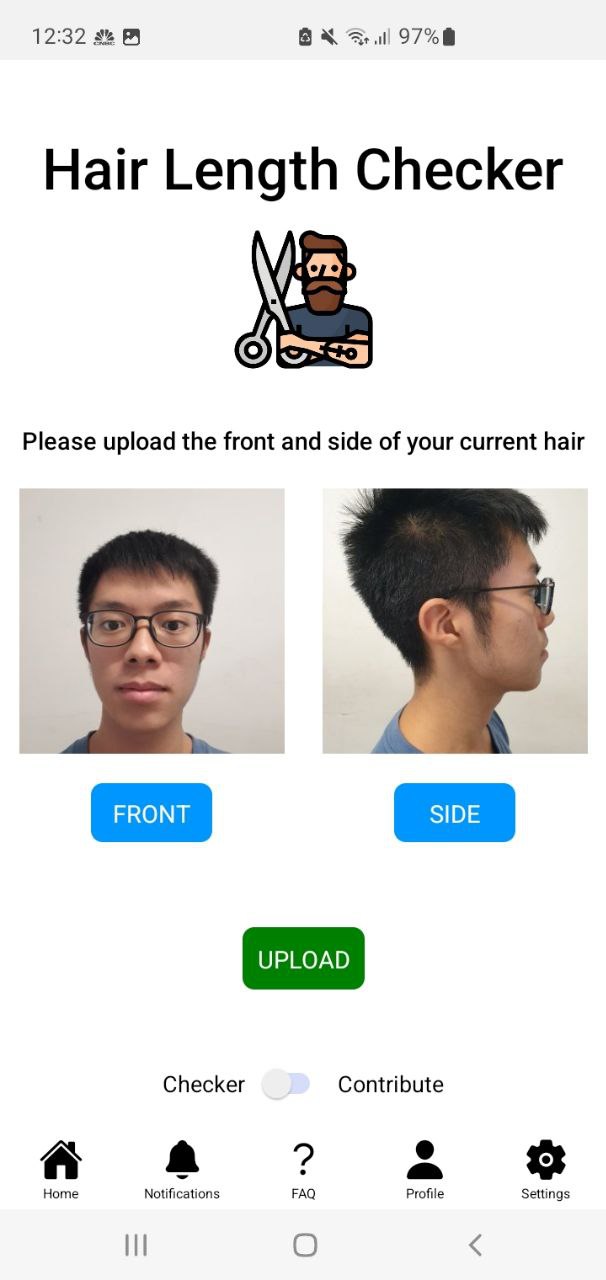 12:32 CNBC 97%
Hair Length Checker
Please upload the front and side of your current hair
FRONT SIDE
UPLOAD
Checker Contribute
Home Notifications FAQ Profile Settings